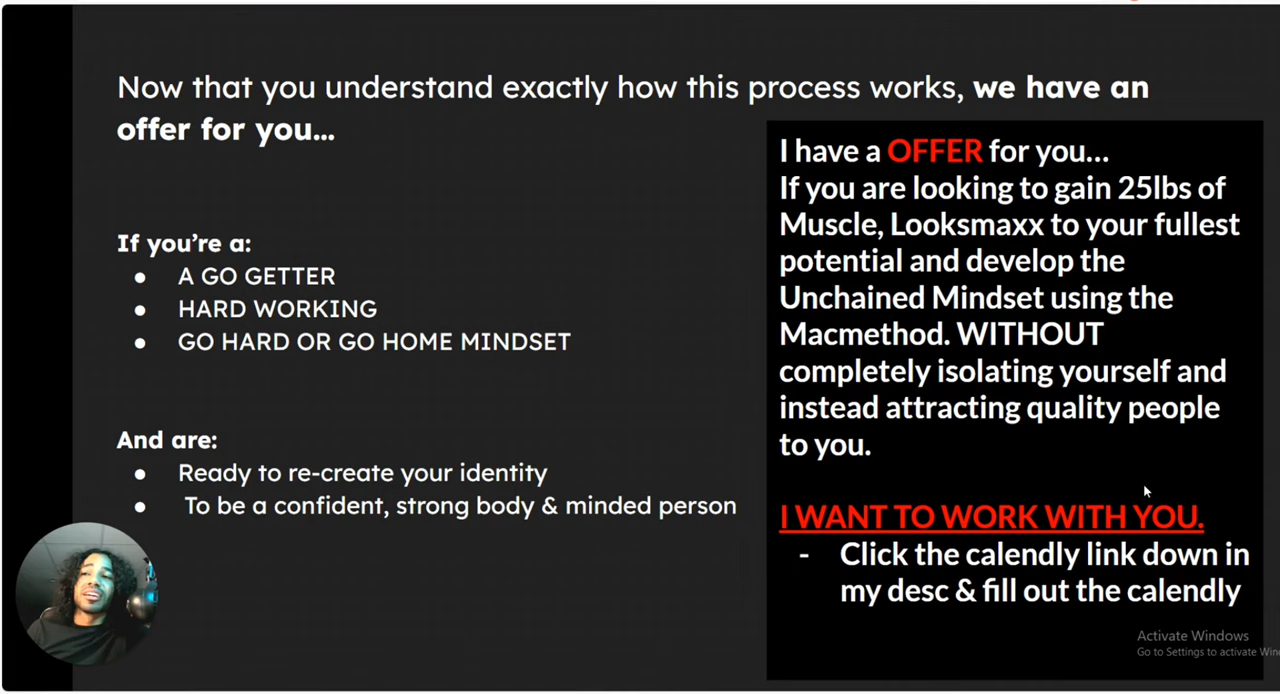 Now that you understand exactly how this process works, we have an
offer for you...
If you're a:
● A GO GETTER
● HARD WORKING
● GO HARD OR GO HOME MINDSET
And are:
● Ready to re-create your identity
● To be a confident, strong body & minded person
I have a OFFER for you...
If you are looking to gain 25lbs of
Muscle, Looksmaxx to your fullest
potential and develop the
Unchained Mindset using the
Macmethod. WITHOUT
completely isolating yourself and
instead attracting quality people
to you.
I WANT TO WORK WITH YOU.
- Click the calendly link down in
my desc & fill out the calendly
Activate Windows
Go to Settings to activate Win